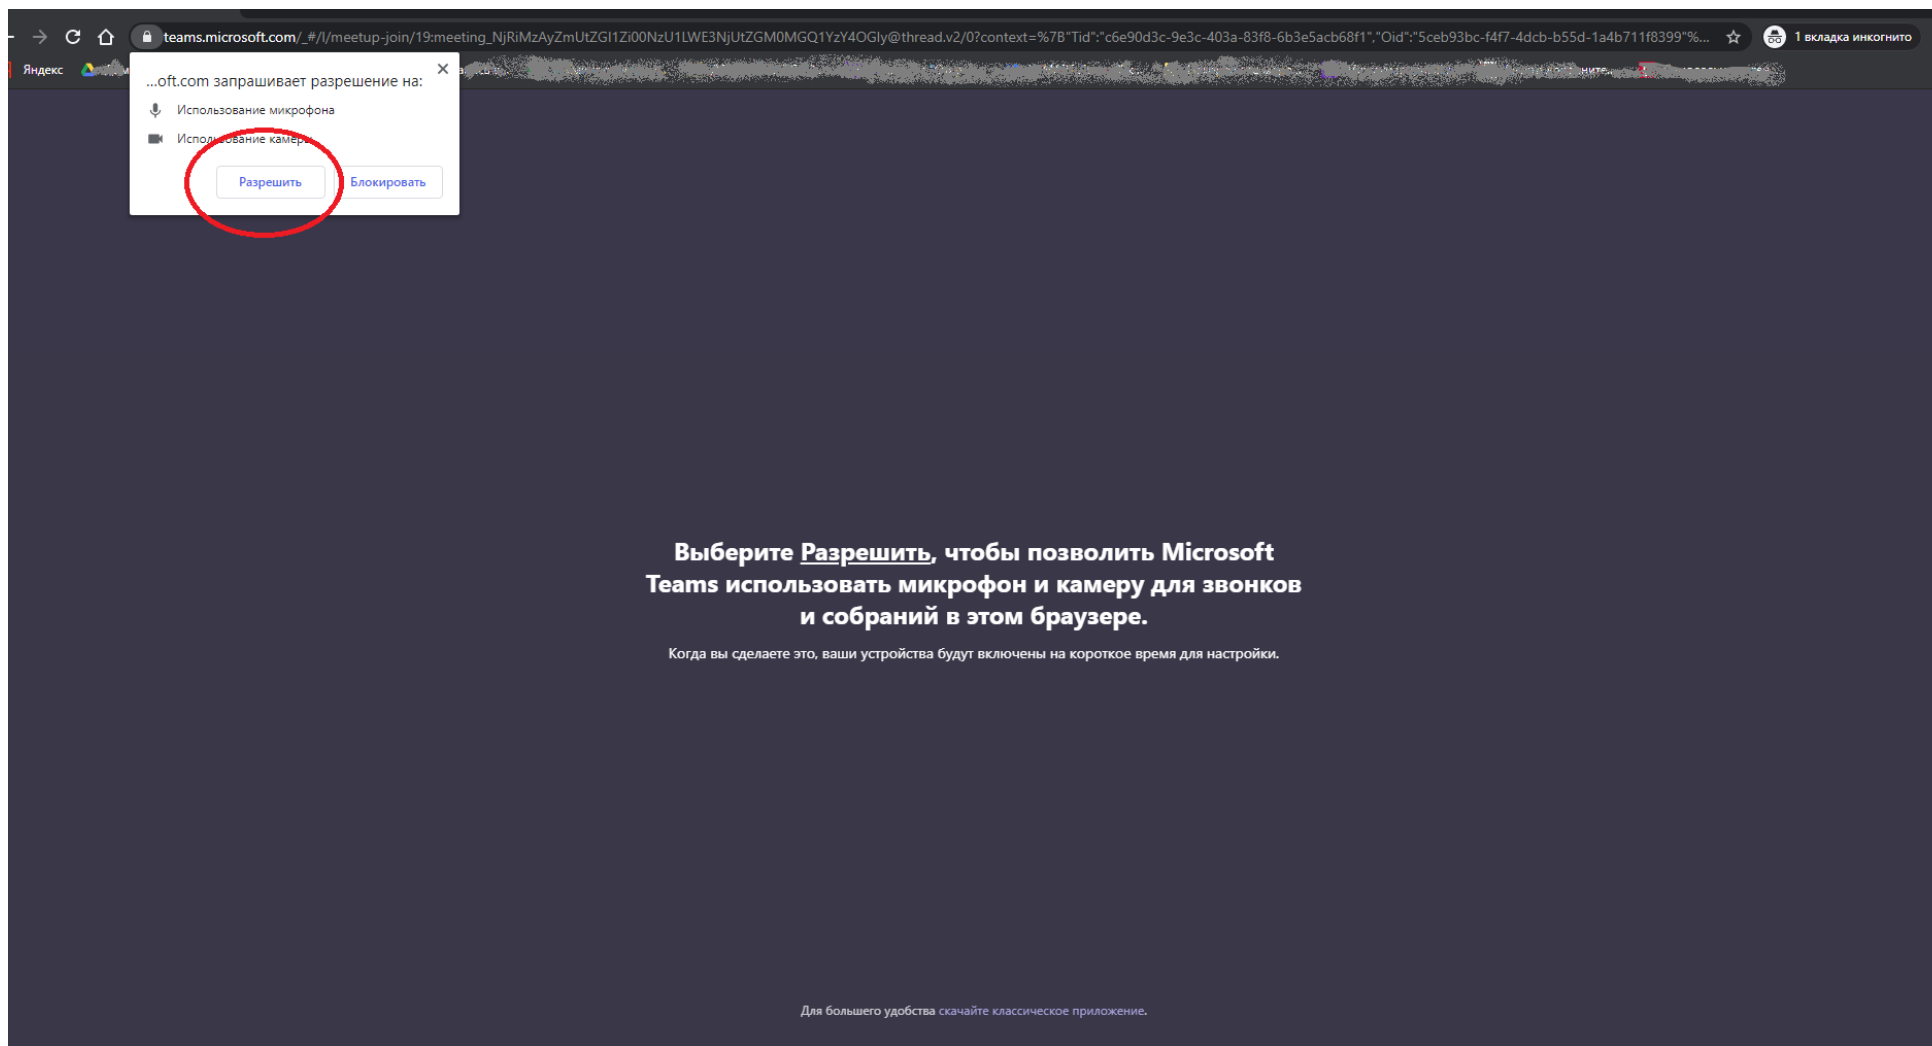 teams.microsoft.com/_#/l/meetup-join/19:meeting_NjRiMzAyZmUtZGI1Zi00NzU1LWE3NjUtZGM0MGQ1YzY4OGIy@thread.v2/0?context=%7B"Tid":"c6e90d3c-9e3c-403a-83f8-6b3e5acb68f1","Oid":"5ceb93bc-f4f7-4dcb-b55d-1a4b711f8399"%...
1 вкладка инкогнито
Яндекс
...oft.com запрашивает разрешение на:
Использование микрофона
Использование камеры
Разрешить
Блокировать
Выберите Разрешить, чтобы позволить Microsoft
Teams использовать микрофон и камеру для звонков
и собраний в этом браузере.
Когда вы сделаете это, ваши устройства будут включены на короткое время для настройки.
Для большего удобства скачайте классическое приложение.